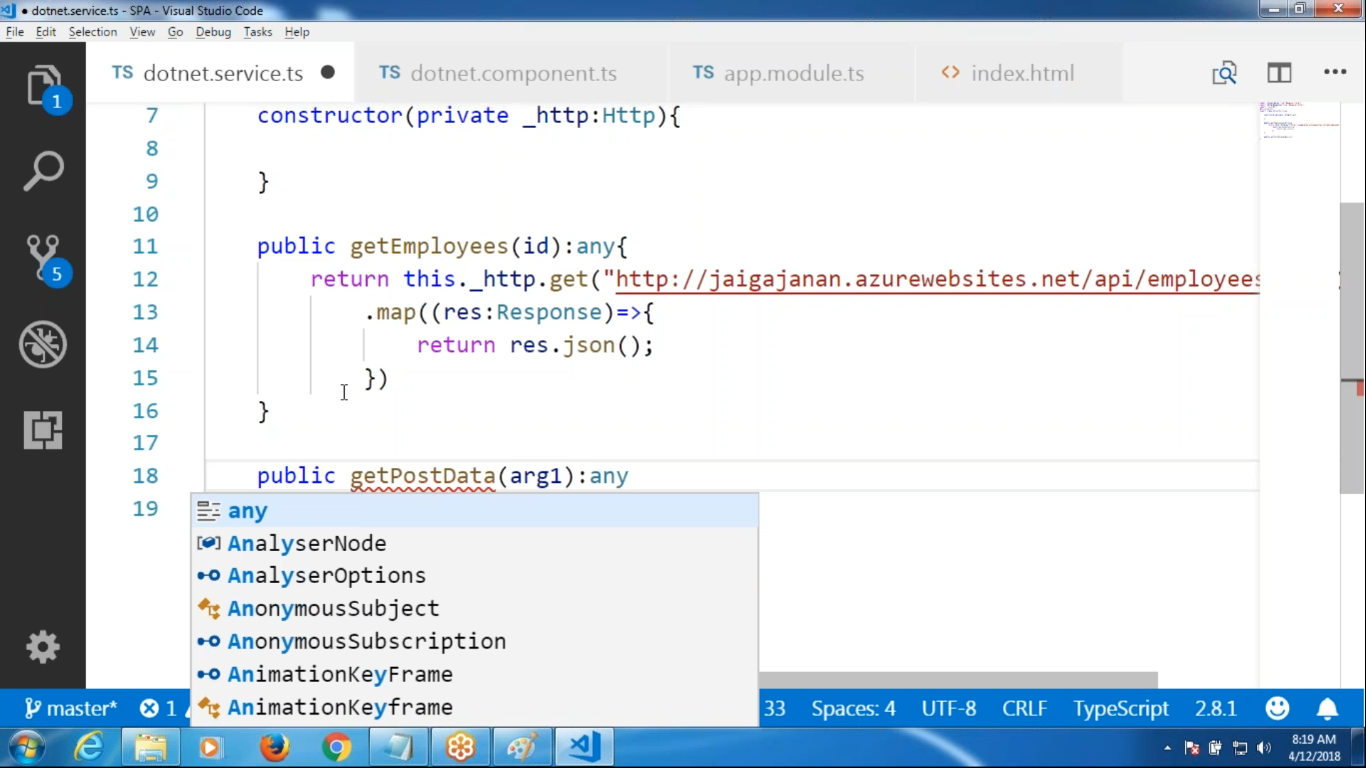 ● dotnet.service.ts - SPA - Visual Studio Code
File Edit Selection View Go Debug Tasks Help
TS dotnet.service.ts ● TS dotnet.component.ts TS app.module.ts <> index.html
1
5
7 constructor(private _http:Http){
8
9 }
10
11 public getEmployees(id):any{
12 return this._http.get("http://jaigajanan.azurewebsites.net/api/employees
13 .map((res:Response)=>{
14 return res.json();
15 })
16 }
17
18 public getPostData(arg1):any
19
any
AnalyserNode
AnalyserOptions
AnonymousSubject
AnonymousSubscription
AnimationKeyFrame
AnimationKeyframe
master* 1 33 Spaces: 4 UTF-8 CRLF TypeScript 2.8.1
8:19 AM
4/12/2018